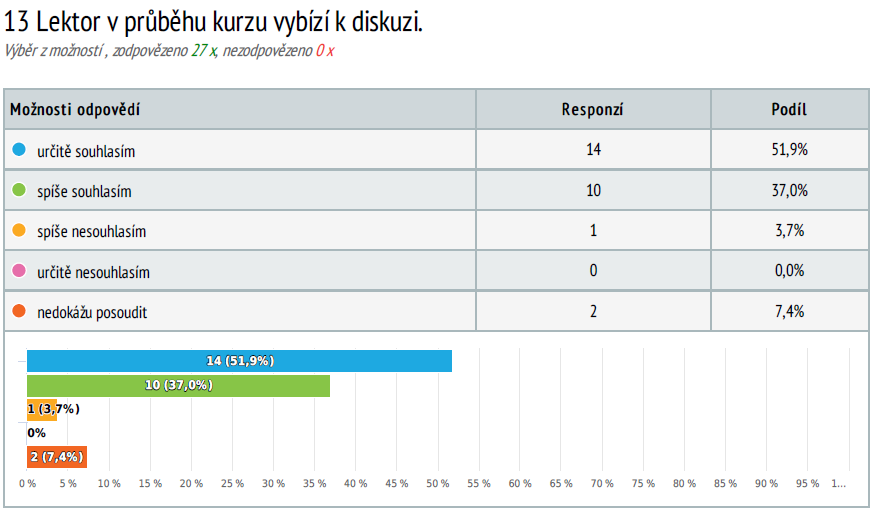 13 Lektor v průběhu kurzu vybízí k diskuzi.
Výběr z možností , zodpovězeno 27 x, nezodpovězeno 0 x
Možnosti odpovědí Responzí Podíl
určitě souhlasím 14 51,9%
spíše souhlasím 10 37,0%
spíše nesouhlasím 1 3,7%
určitě nesouhlasím 0 0,0%
nedokážu posoudit 2 7,4%
14 (51,9%)
10 (37,0%)
1 (3,7%)
0%
2 (7,4%)
0 % 5 % 10 % 15 % 20 % 25 % 30 % 35 % 40 % 45 % 50 % 55 % 60 % 65 % 70 % 75 % 80 % 85 % 90 % 95 % 1...